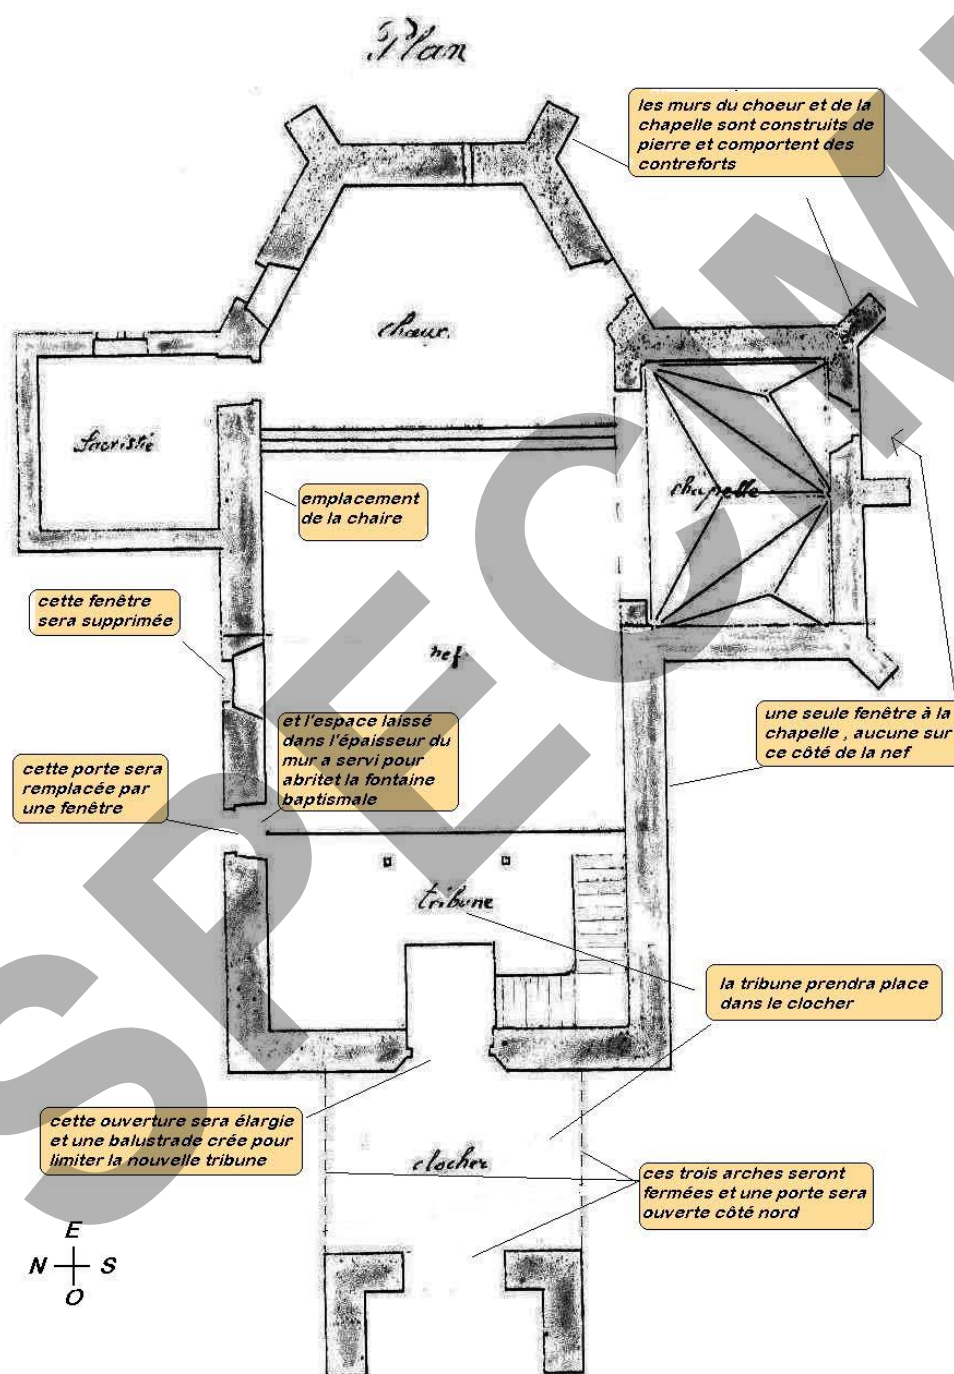 Plan
les murs du choeur et de la
chapelle sont construits de
pierre et comportent des
contreforts
chœur
Sacristie
chapelle
emplacement
de la chaire
cette fenêtre
sera supprimée
nef
et l'espace laissé
dans l'épaisseur du
mur a servi pour
abritet la fontaine
baptismale
une seule fenêtre à la
chapelle , aucune sur
ce côté de la nef
cette porte sera
remplacée par
une fenêtre
tribune
la tribune prendra place
dans le clocher
cette ouverture sera élargie
et une balustrade crée pour
limiter la nouvelle tribune
clocher
ces trois arches seront
fermées et une porte sera
ouverte côté nord
E
N S
O
SPECIM